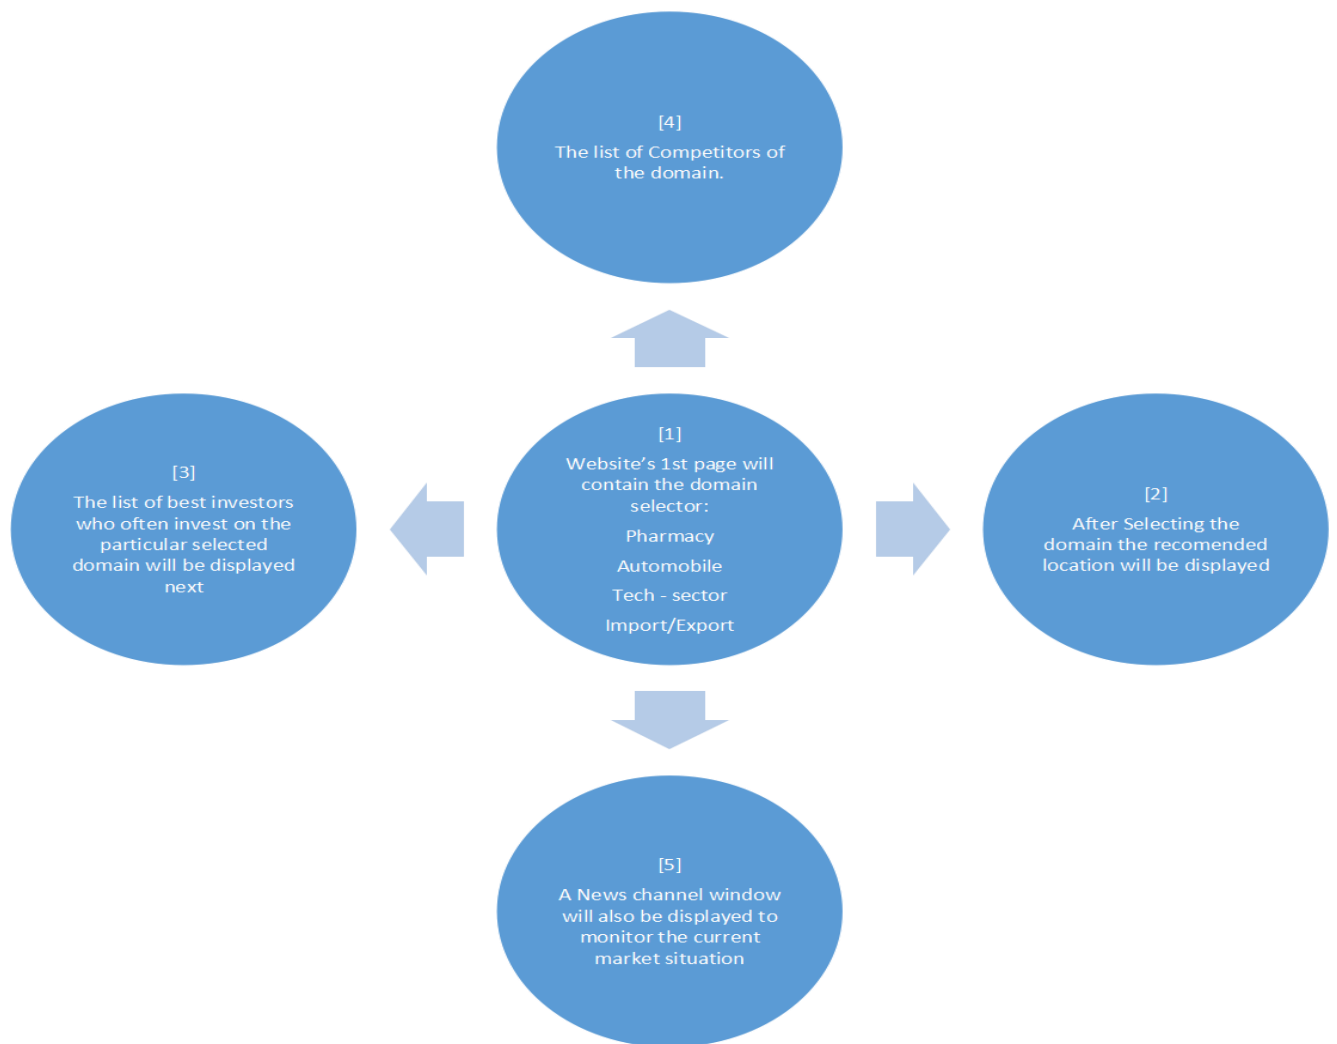 [4]
The list of Competitors of
the domain.
[3]
The list of best investors
who often invest on the
particular selected
domain will be displayed
next
[1]
Website’s 1st page will
contain the domain
selector:
Pharmacy
Automobile
Tech - sector
Import/Export
[2]
After Selecting the
domain the recomended
location will be displayed
[5]
A News channel window
will also be displayed to
monitor the current
market situation